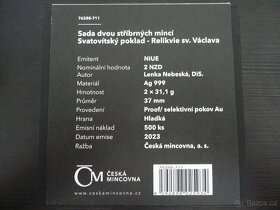 70288-711
Sada dvou stříbrných mincí
Svatovítský poklad - Relikvie sv. Václava
Emitent NIUE
Nominální hodnota 2 NZD
Autor Lenka Nebeská, DiS.
Materiál Ag 999
Hmotnost 2 × 31,1 g
Průměr 37 mm
Provedení Proof/ selektivní pokov Au
Hrana Hladká
Emisní náklad 500 ks
Datum emise 2023
Ražba Česká mincovna, a. s.
ČM ČESKÁ
MINCOVNA
www.ceskamincovna.cz